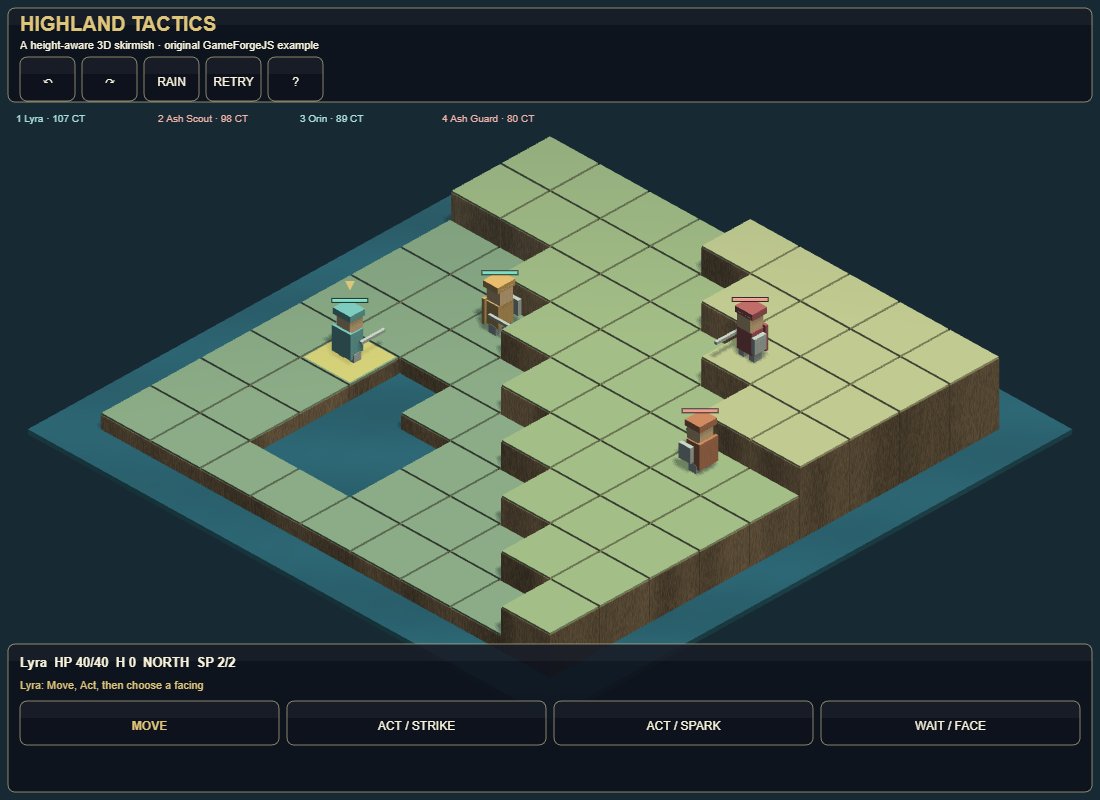 HIGHLAND TACTICS
A height-aware 3D skirmish · original GameForgeJS example
↶ ↷ RAIN RETRY ?
1 Lyra · 107 CT 2 Ash Scout · 98 CT 3 Orin · 89 CT 4 Ash Guard · 80 CT
Lyra HP 40/40 H 0 NORTH SP 2/2
Lyra: Move, Act, then choose a facing
MOVE ACT / STRIKE ACT / SPARK WAIT / FACE